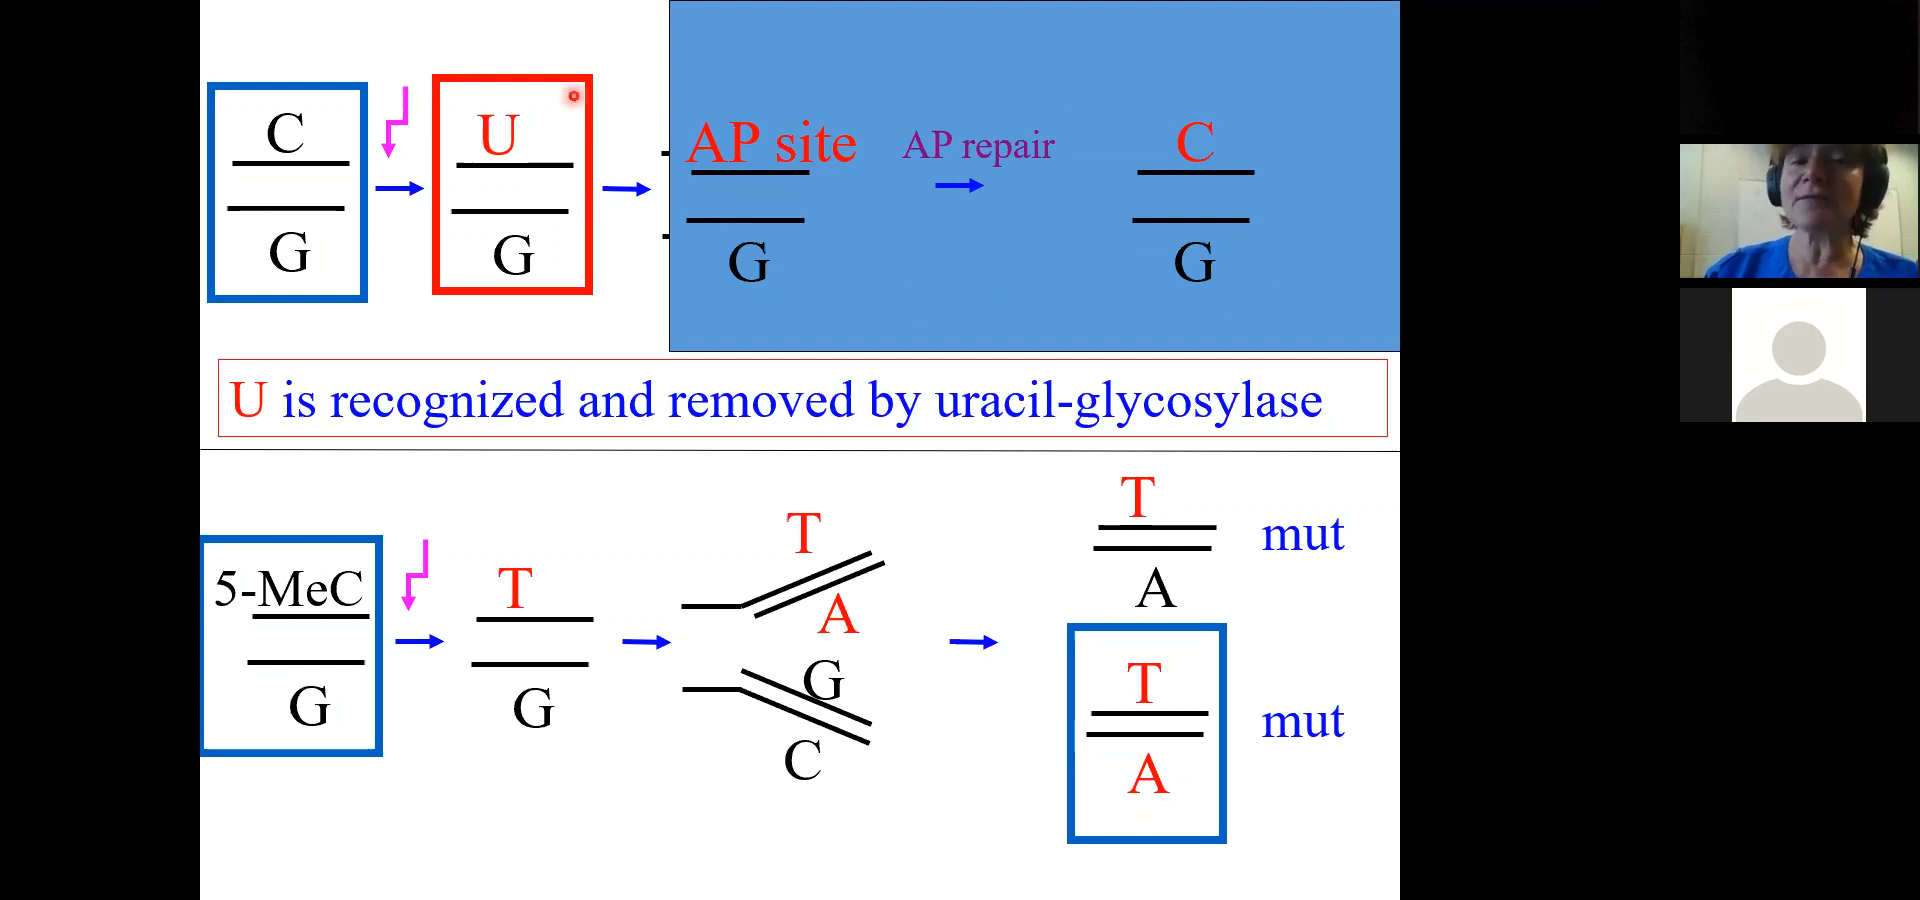 C
G
U
G
AP site
G
AP repair
C
G
U is recognized and removed by uracil-glycosylase
5-MeC
G
T
G
T
A
G
C
T
A
mut
T
A
mut